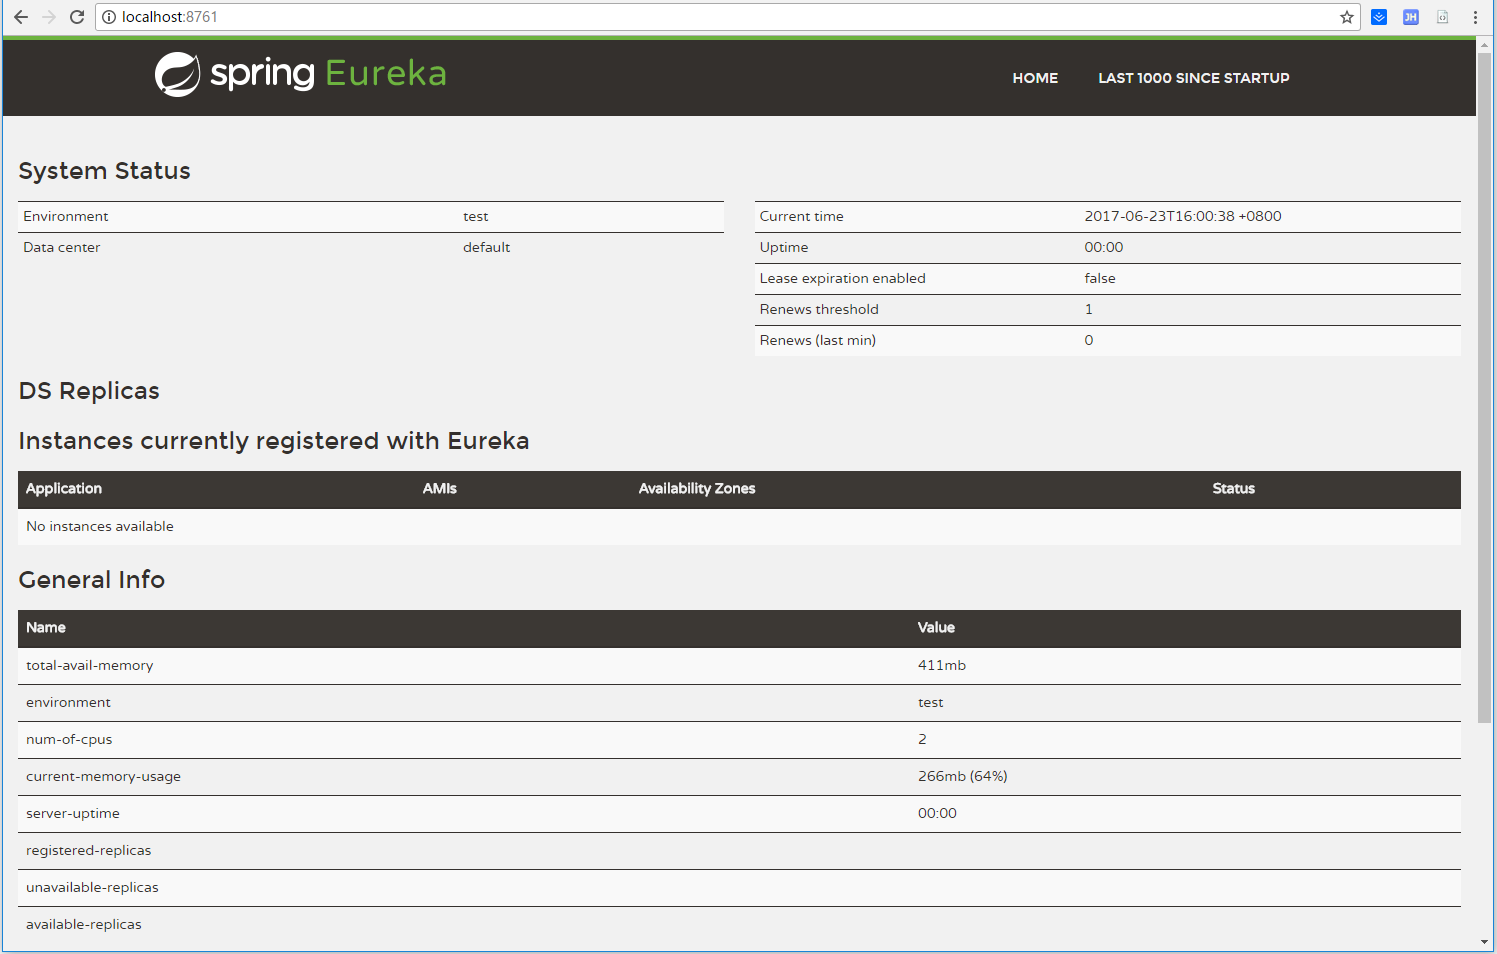 localhost:8761
JH
spring Eureka
HOME LAST 1000 SINCE STARTUP
System Status
Environment test
Data center default
Current time 2017-06-23T16:00:38 +0800
Uptime 00:00
Lease expiration enabled false
Renews threshold 1
Renews (last min) 0
DS Replicas
Instances currently registered with Eureka
Application AMIs Availability Zones Status
No instances available
General Info
Name Value
total-avail-memory 411mb
environment test
num-of-cpus 2
current-memory-usage 266mb (64%)
server-uptime 00:00
registered-replicas
unavailable-replicas
available-replicas